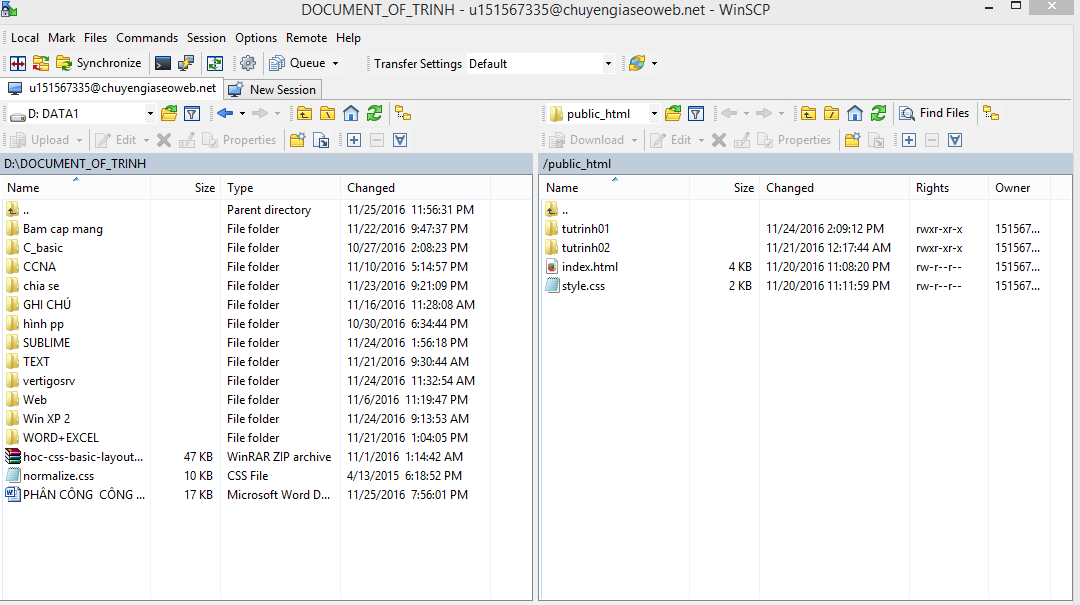 DOCUMENT_OF_TRINH - u151567335@chuyengiaseoweb.net - WinSCP
Local Mark Files Commands Session Options Remote Help
Synchronize Queue Transfer Settings Default
u151567335@chuyengiaseoweb.net New Session
D: DATA1 public_html Find Files
Upload Edit Properties Download Edit Properties
D:\DOCUMENT_OF_TRINH
Name Size Type Changed
.. Parent directory 11/25/2016 11:56:31 PM
Bam cap mang File folder 11/22/2016 9:47:37 PM
C_basic File folder 10/27/2016 2:08:23 PM
CCNA File folder 11/10/2016 5:14:57 PM
chia se File folder 11/23/2016 9:21:09 PM
GHI CHÚ File folder 11/16/2016 11:28:08 AM
hình pp File folder 10/30/2016 6:34:44 PM
SUBLIME File folder 11/24/2016 1:56:18 PM
TEXT File folder 11/21/2016 9:30:44 AM
vertigosrv File folder 11/24/2016 11:32:54 AM
Web File folder 11/6/2016 11:19:47 PM
Win XP 2 File folder 11/24/2016 9:13:53 AM
WORD+EXCEL File folder 11/21/2016 1:04:05 PM
hoc-css-basic-layout... 47 KB WinRAR ZIP archive 11/1/2016 1:14:42 AM
normalize.css 10 KB CSS File 4/13/2015 6:18:52 PM
PHÂN CÔNG CÔNG ... 17 KB Microsoft Word D... 11/25/2016 7:56:01 PM
/public_html
Name Size Changed Rights Owner
..
tutrinh01 11/24/2016 2:09:12 PM rwxr-xr-x 151567...
tutrinh02 11/21/2016 12:17:44 AM rwxr-xr-x 151567...
index.html 4 KB 11/20/2016 11:08:20 PM rw-r--r-- 151567...
style.css 2 KB 11/20/2016 11:11:59 PM rw-r--r-- 151567...